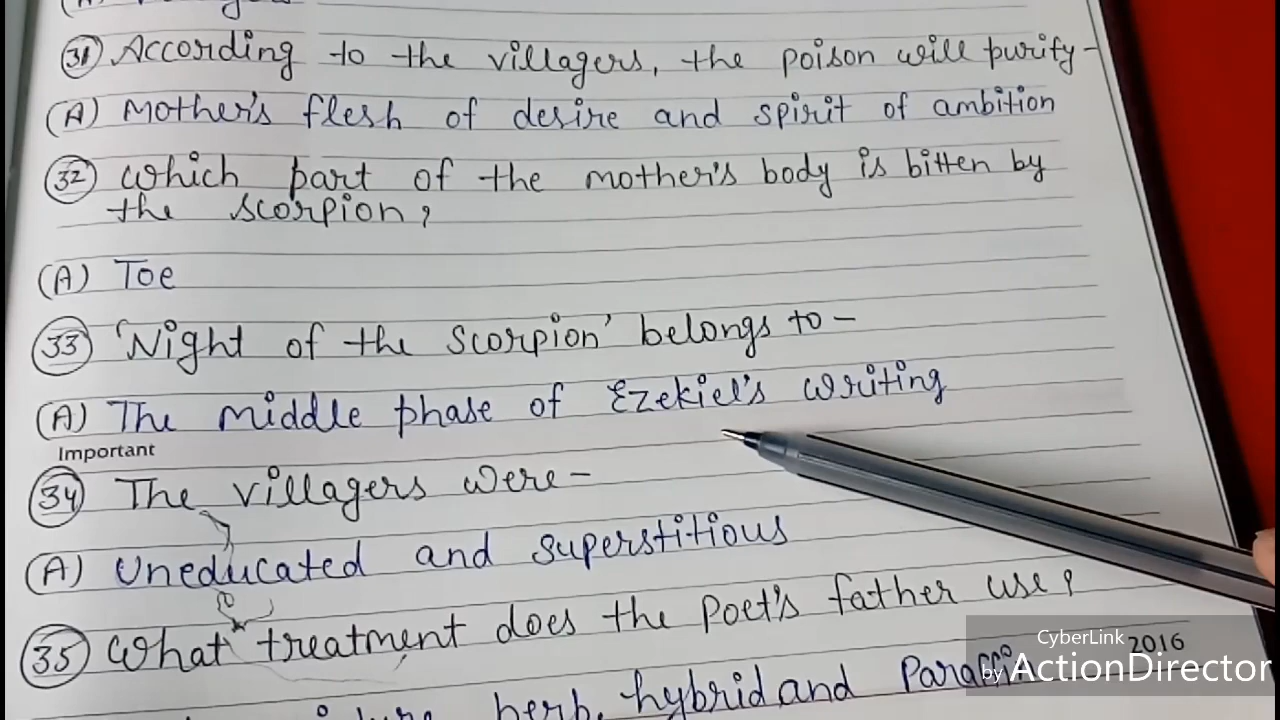 (31) According to the villagers, the poison will purify-
(A) Mother's flesh of desire and spirit of ambition
(32) Which part of the mother's body is bitten by
the scorpion?
(A) Toe
(33) 'Night of the Scorpion' belongs to -
(A) The middle phase of Ezekiel's writing
Important
(34) The villagers were -
(A) Uneducated and superstitious
(35) What treatment does the Poet's father use?
2016
herb, hybrid and Paraffin
CyberLink
by ActionDirector